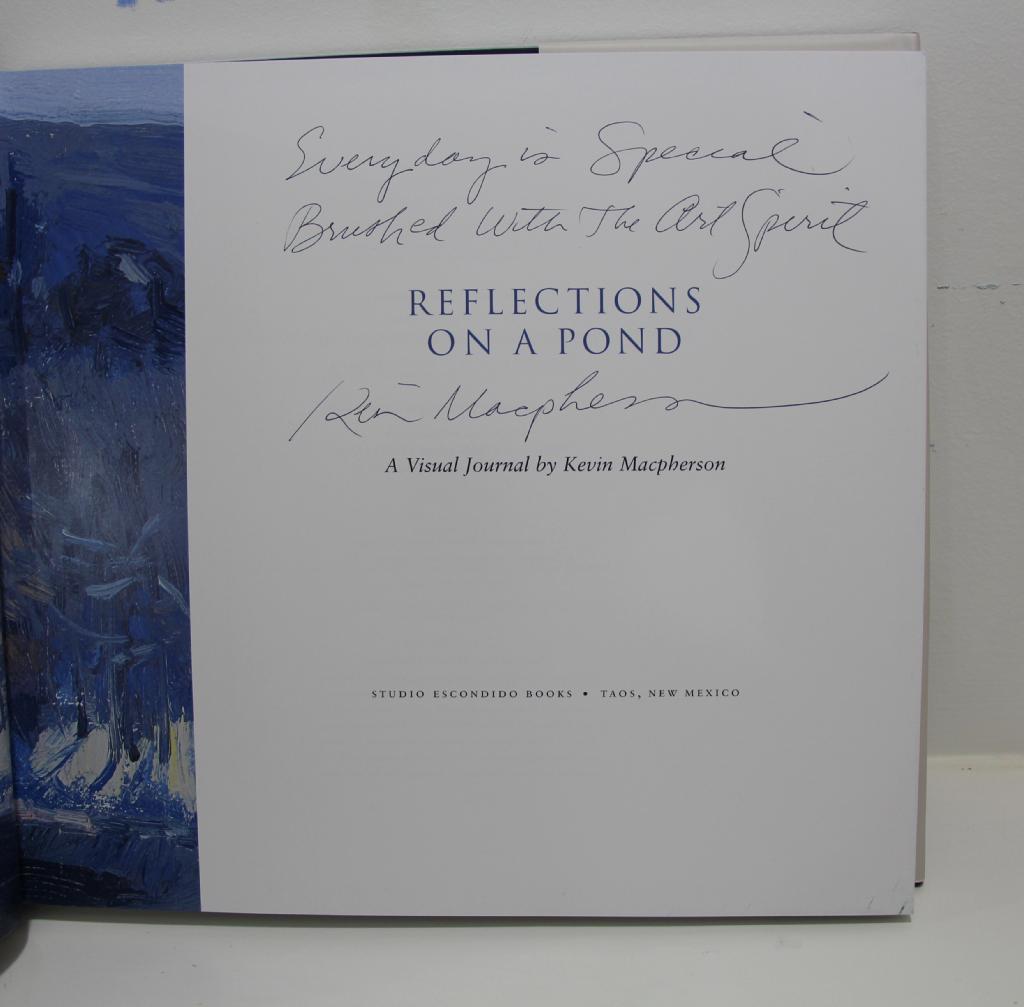 Everyday is Special
Brushed With The Art Spirit
REFLECTIONS
ON A POND
Kevin Macpherson
A Visual Journal by Kevin Macpherson
STUDIO ESCONDIDO BOOKS • TAOS, NEW MEXICO